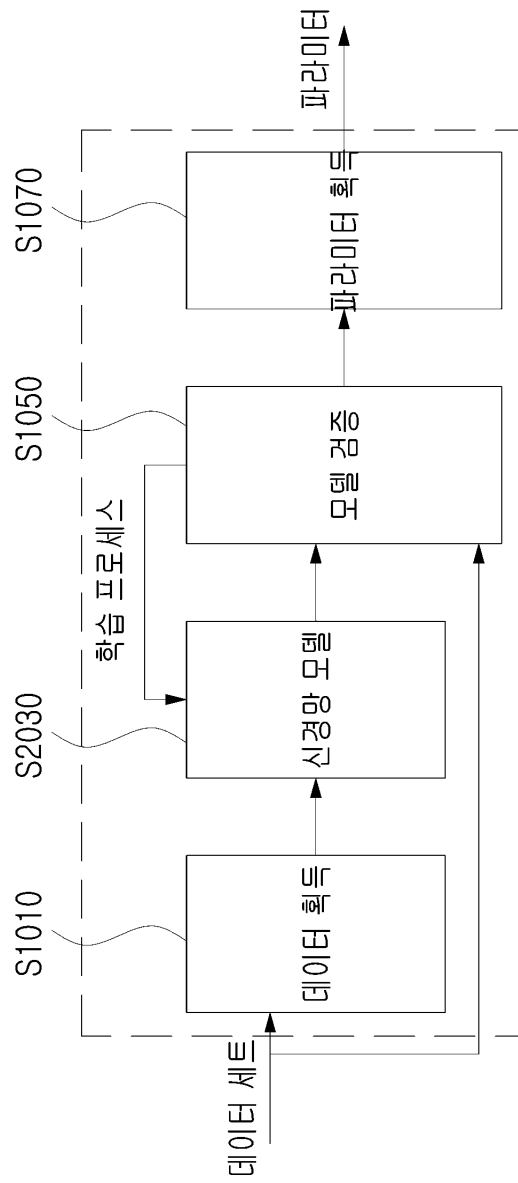 S1010
S2030
S1050
S1070
학습 프로세스
데이터 세트
데이터 획득
신경망 모델
모델 검증
파라미터 획득
파라미터